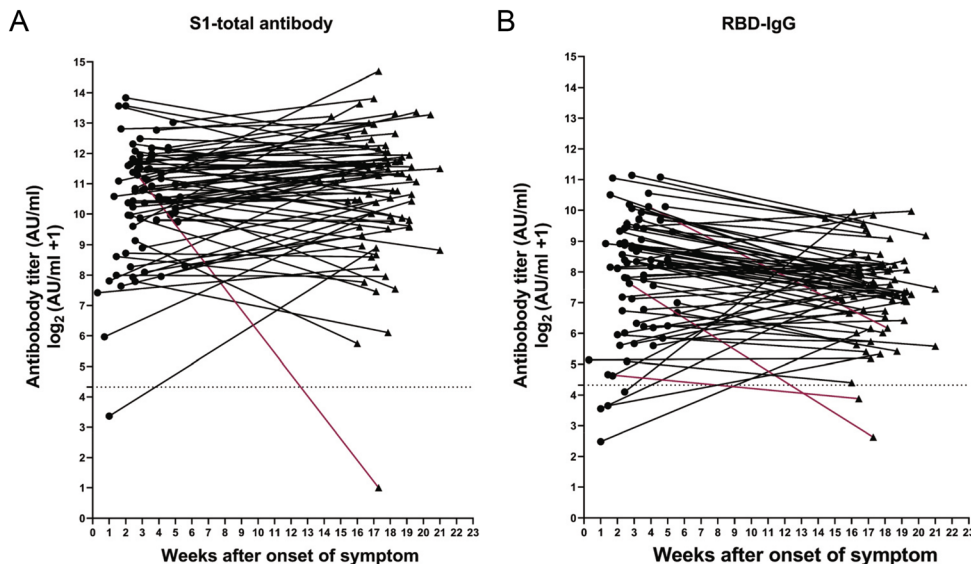 A
S1-total antibody
Antiobody titer (AU/ml)
log2 (AU/ml +1)
15
14
13
12
11
10
9
8
7
6
5
4
3
2
1
0
0 1 2 3 4 5 6 7 8 9 10 11 12 13 14 15 16 17 18 19 20 21 22 23
Weeks after onset of symptom
B
RBD-IgG
Antobody titer (AU/ml)
log2 (AU/ml +1)
15
14
13
12
11
10
9
8
7
6
5
4
3
2
1
0
0 1 2 3 4 5 6 7 8 9 10 11 12 13 14 15 16 17 18 19 20 21 22 23
Weeks after onset of symptom